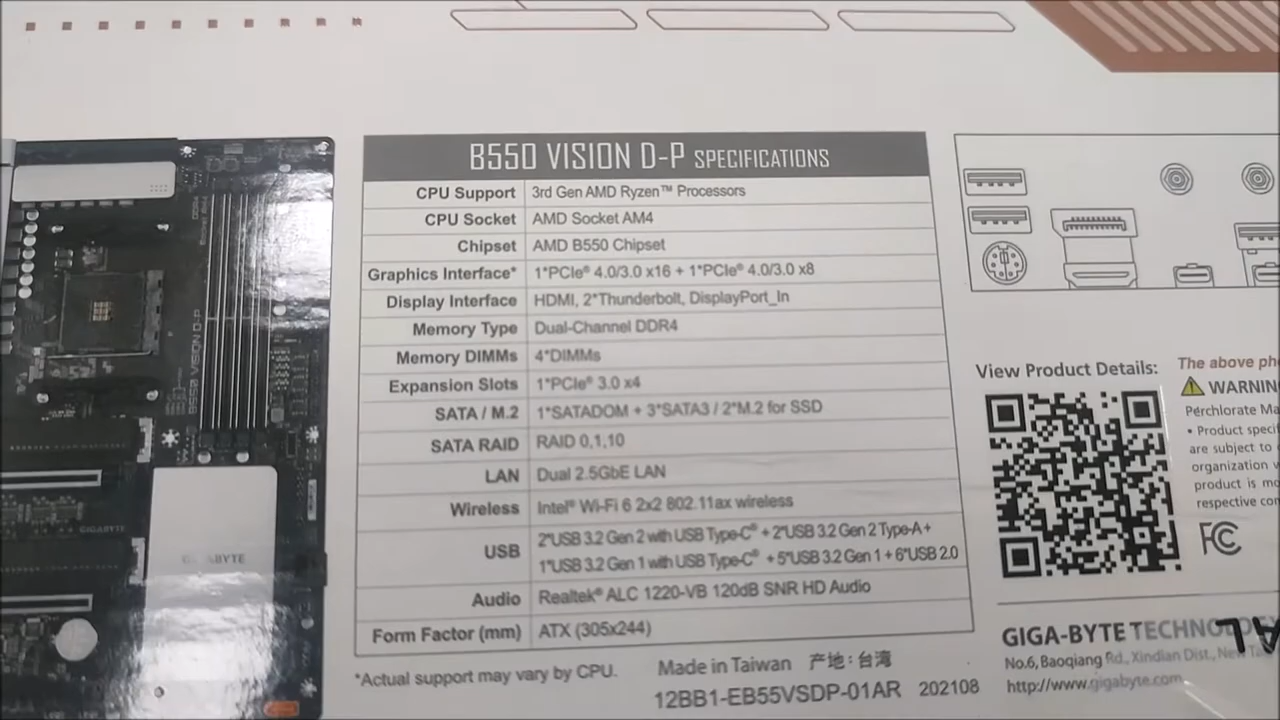 B550 VISION D-P SPECIFICATIONS
CPU Support 3rd Gen AMD Ryzen™ Processors
CPU Socket AMD Socket AM4
Chipset AMD B550 Chipset
Graphics Interface* 1*PCIe® 4.0/3.0 x16 + 1*PCIe® 4.0/3.0 x8
Display Interface HDMI, 2*Thunderbolt, DisplayPort_In
Memory Type Dual-Channel DDR4
Memory DIMMs 4*DIMMs
Expansion Slots 1*PCIe® 3.0 x4
SATA / M.2 1*SATADOM + 3*SATA3 / 2*M.2 for SSD
SATA RAID RAID 0,1,10
LAN Dual 2.5GbE LAN
Wireless Intel® Wi-Fi 6 2x2 802.11ax wireless
USB 2*USB 3.2 Gen 2 with USB Type-C® + 2*USB 3.2 Gen 2 Type-A +
1*USB 3.2 Gen 1 with USB Type-C® + 5*USB 3.2 Gen 1 + 6*USB 2.0
Audio Realtek® ALC 1220-VB 120dB SNR HD Audio
Form Factor (mm) ATX (305x244)
*Actual support may vary by CPU.
Made in Taiwan 产地：台湾
12BB1-EB55VSDP-01AR 202108
B550 VISION D-P
GIGABYTE
GIGABYTE
View Product Details:
The above ph
WARNIN
Perchlorate Ma
• Product specif
are subject to
organization
product is mo
respective co
FC
GIGA-BYTE TECHNO
No.6, Baoqiang Rd., Xindian Dist., New Tai
http://www.gigabyte.com